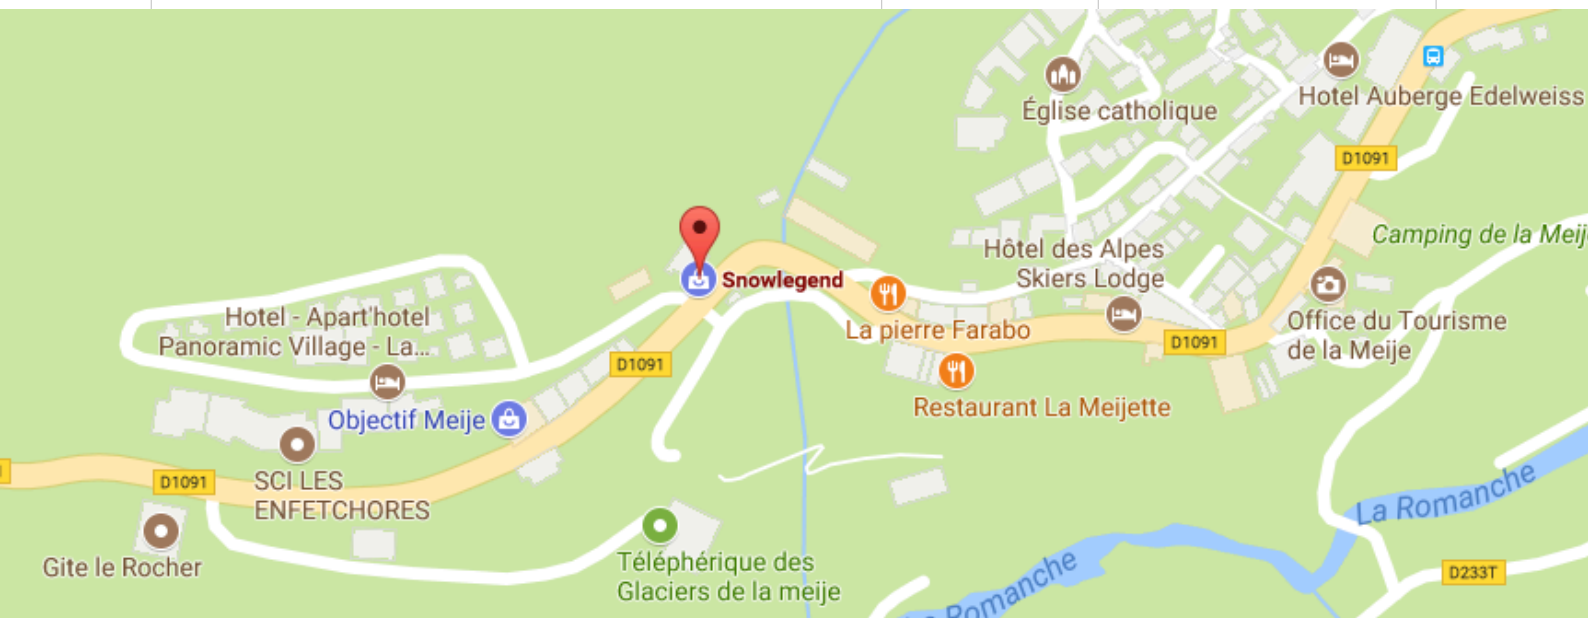 Église catholique
Hotel Auberge Edelweiss
D1091
Camping de la Meij
Hôtel des Alpes
Skiers Lodge
Snowlegend
La pierre Farabo
D1091
Office du Tourisme
de la Meije
Hotel - Apart'hotel
Panoramic Village - La...
D1091
Restaurant La Meijette
Objectif Meije
SCI LES
ENFETCHORES
D1091
Gite le Rocher
Téléphérique des
Glaciers de la meije
La Romanche
Romanche
D233T